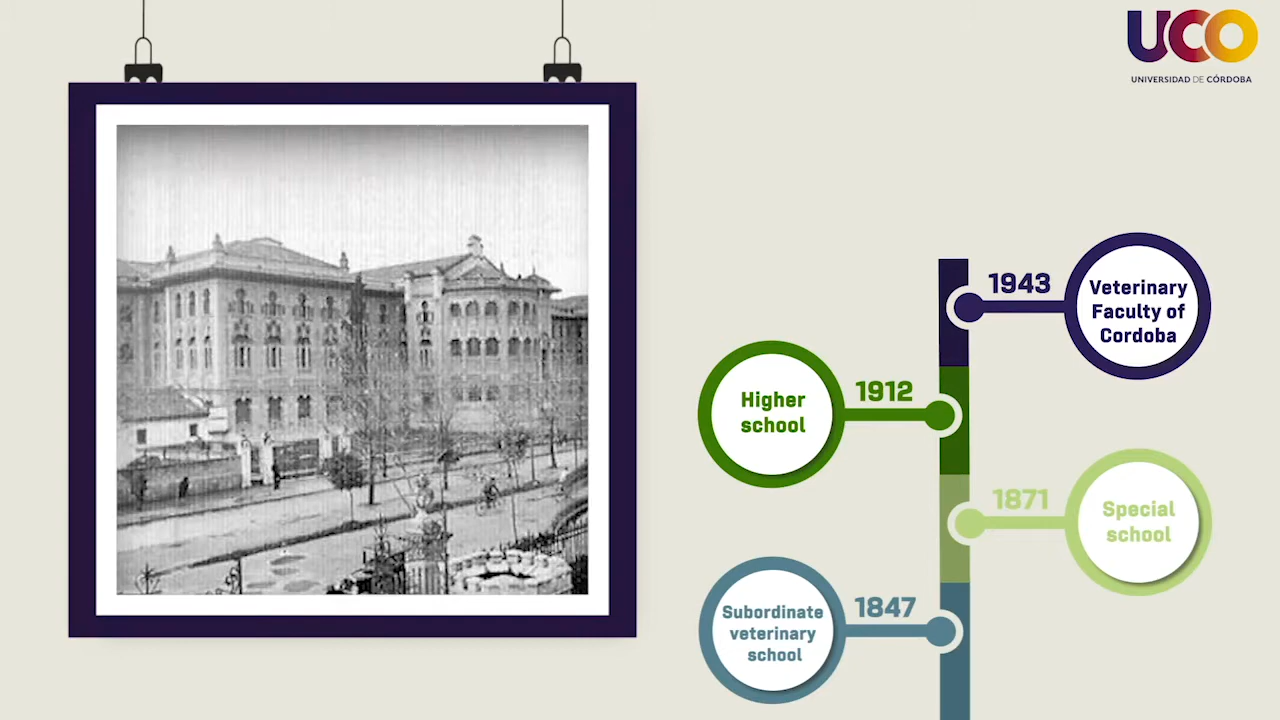 UCO
UNIVERSIDAD DE CÓRDOBA
1943
Veterinary
Faculty of
Cordoba
1912
Higher
school
1871
Special
school
1847
Subordinate
veterinary
school